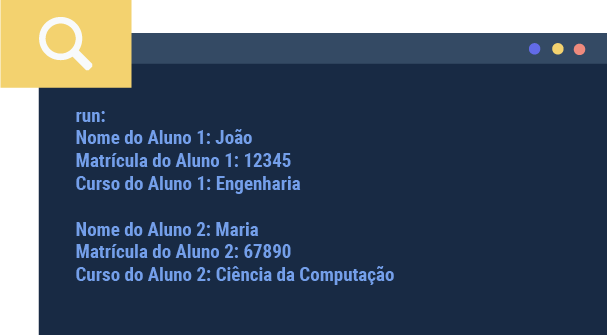 run:
Nome do Aluno 1: João
Matrícula do Aluno 1: 12345
Curso do Aluno 1: Engenharia
Nome do Aluno 2: Maria
Matrícula do Aluno 2: 67890
Curso do Aluno 2: Ciência da Computação